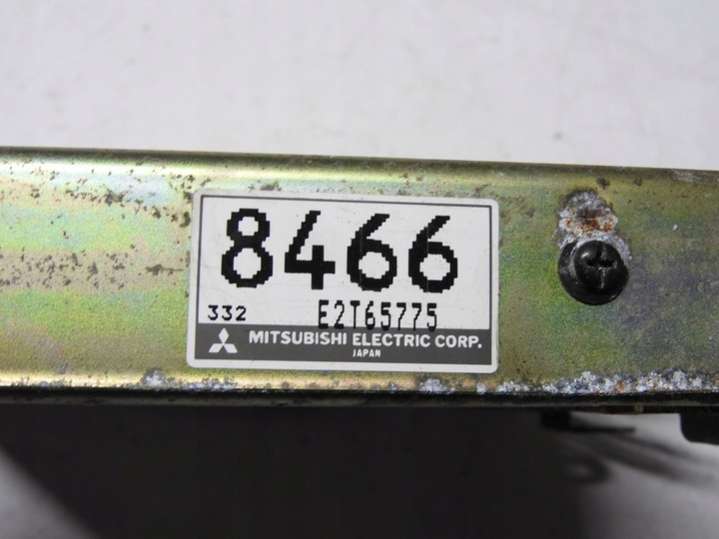 8466
332 E2T65775
MITSUBISHI ELECTRIC CORP.
JAPAN